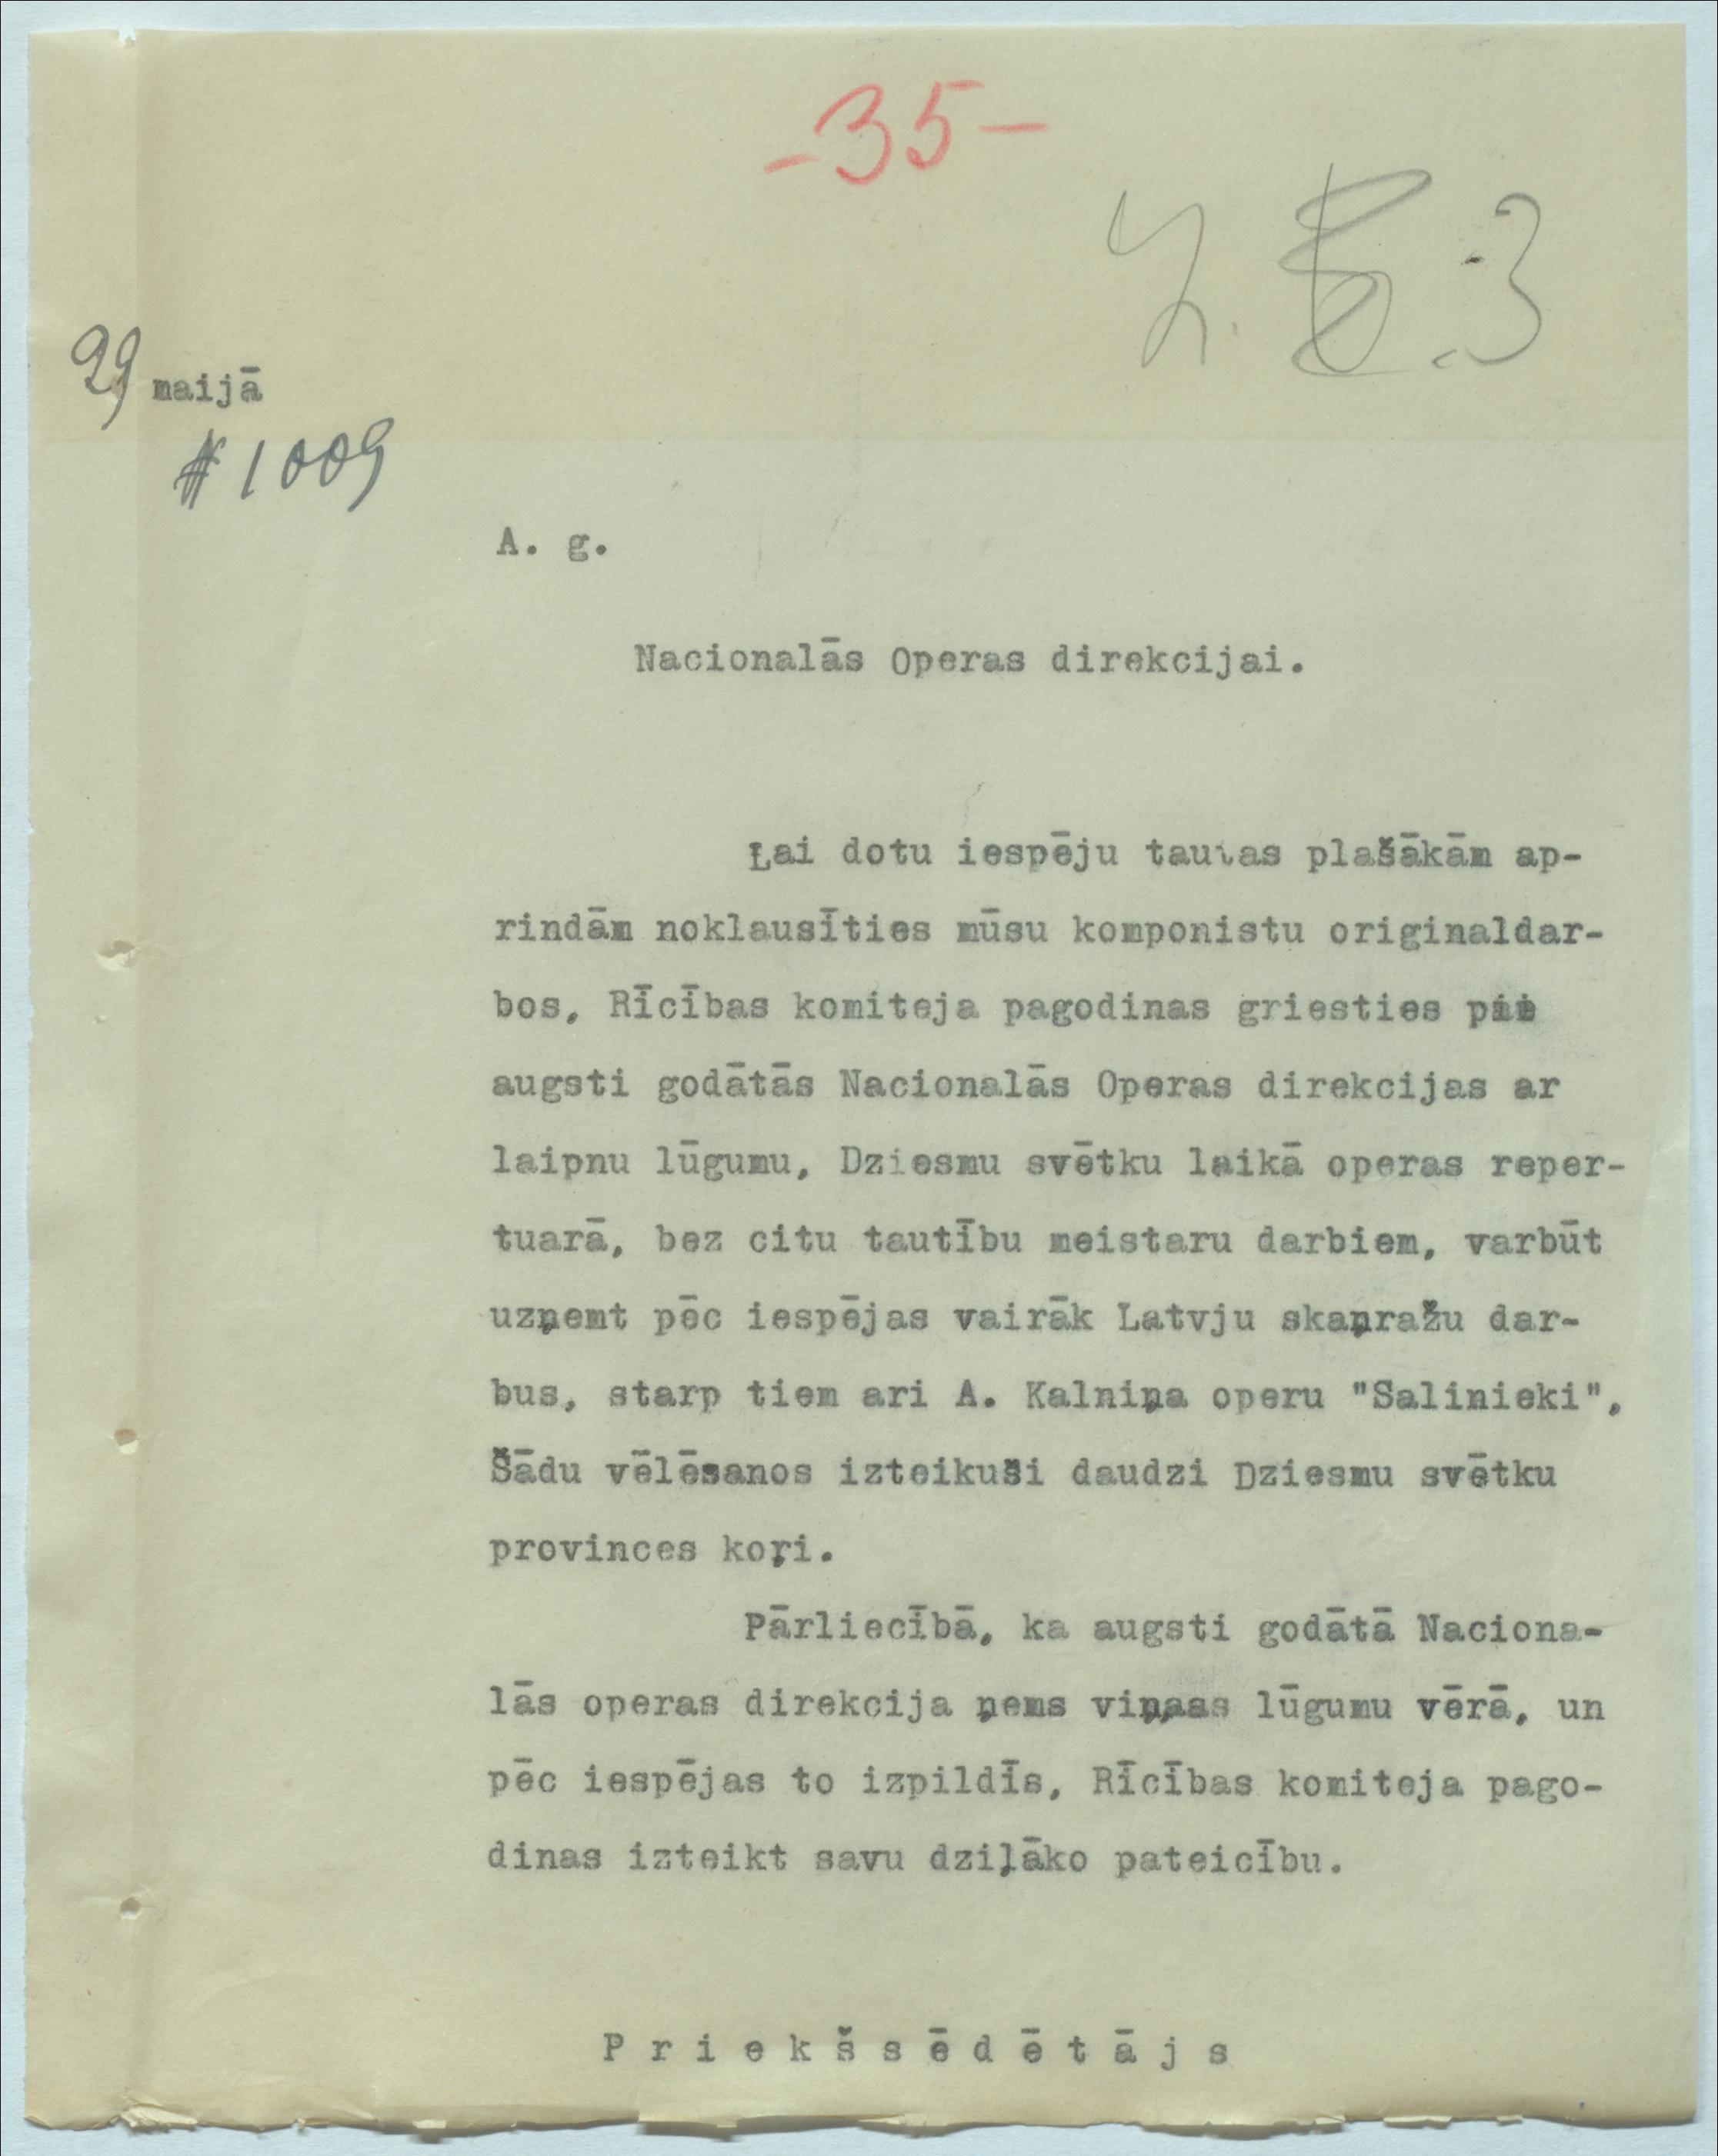 -35-
29 maijā
# 1009
A. g.
Nacionalās Operas direkcijai.
Lai dotu iespēju tautas plašākām ap-
rindām noklausīties mūsu komponistu originaldar-
bos, Rīcības komiteja pagodinas griesties pie
augsti godātās Nacionalās Operas direkcijas ar
laipnu lūgumu, Dziesmu svētku laikā operas reper-
tuarā, bez citu tautību meistaru darbiem, varbūt
uzņemt pēc iespējas vairāk Latvju skaņražu dar-
bus, starp tiem ari A. Kalniņa operu "Salinieki",
Šādu vēlēsanos izteikuši daudzi Dziesmu svētku
provinces koŗi.
Pārliecībā, ka augsti godātā Naciona-
lās operas direkcija ņems viņas lūgumu vērā, un
pēc iespējas to izpildīs, Rīcības komiteja pago-
dinas izteikt savu dziļāko pateicību.
Priekšsēdētājs